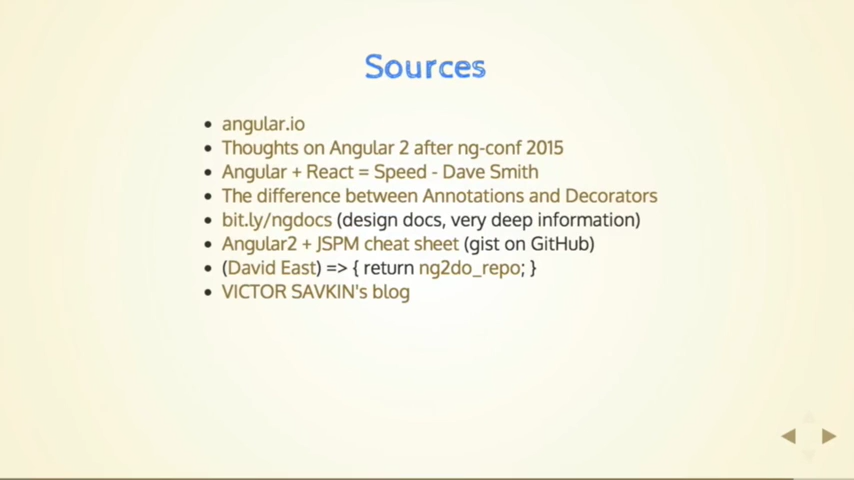 Sources
angular.io
Thoughts on Angular 2 after ng-conf 2015
Angular + React = Speed - Dave Smith
The difference between Annotations and Decorators
bit.ly/ngdocs (design docs, very deep information)
Angular2 + JSPM cheat sheet (gist on GitHub)
(David East) => { return ng2do_repo; }
VICTOR SAVKIN's blog